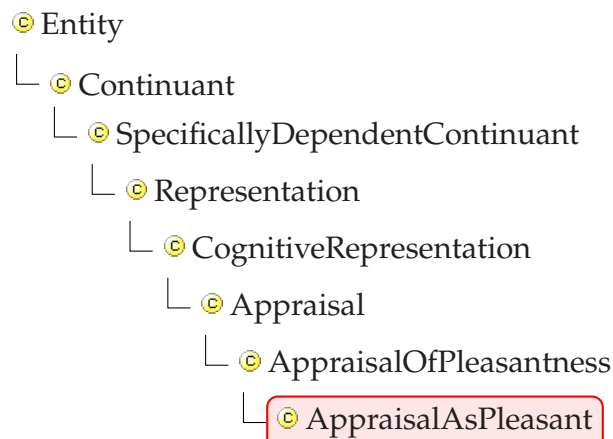 Entity
Continuant
SpecificallyDependentContinuant
Representation
CognitiveRepresentation
Appraisal
AppraisalOfPleasantness
AppraisalAsPleasant